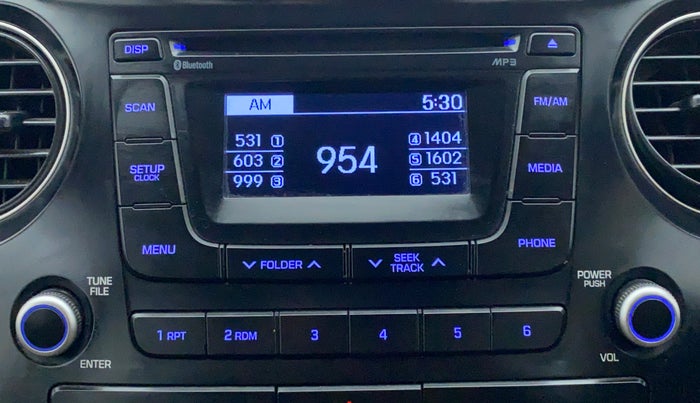 DISP
Bluetooth
MP3
SCAN
AM 5:30
FM/AM
531 1 4 1404
603 2 954 5 1602
999 3 6 531
SETUP
CLOCK
MEDIA
MENU
FOLDER
SEEK
TRACK
PHONE
TUNE
FILE
POWER
PUSH
1 RPT 2 RDM 3 4 5 6
ENTER
VOL